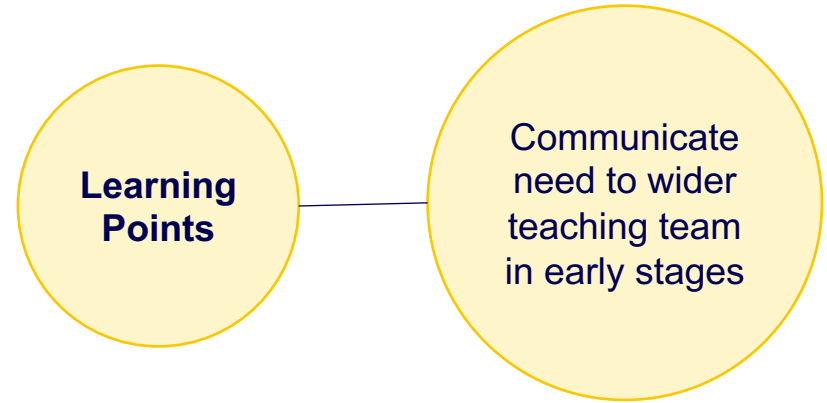 Learning
Points
Communicate
need to wider
teaching team
in early stages